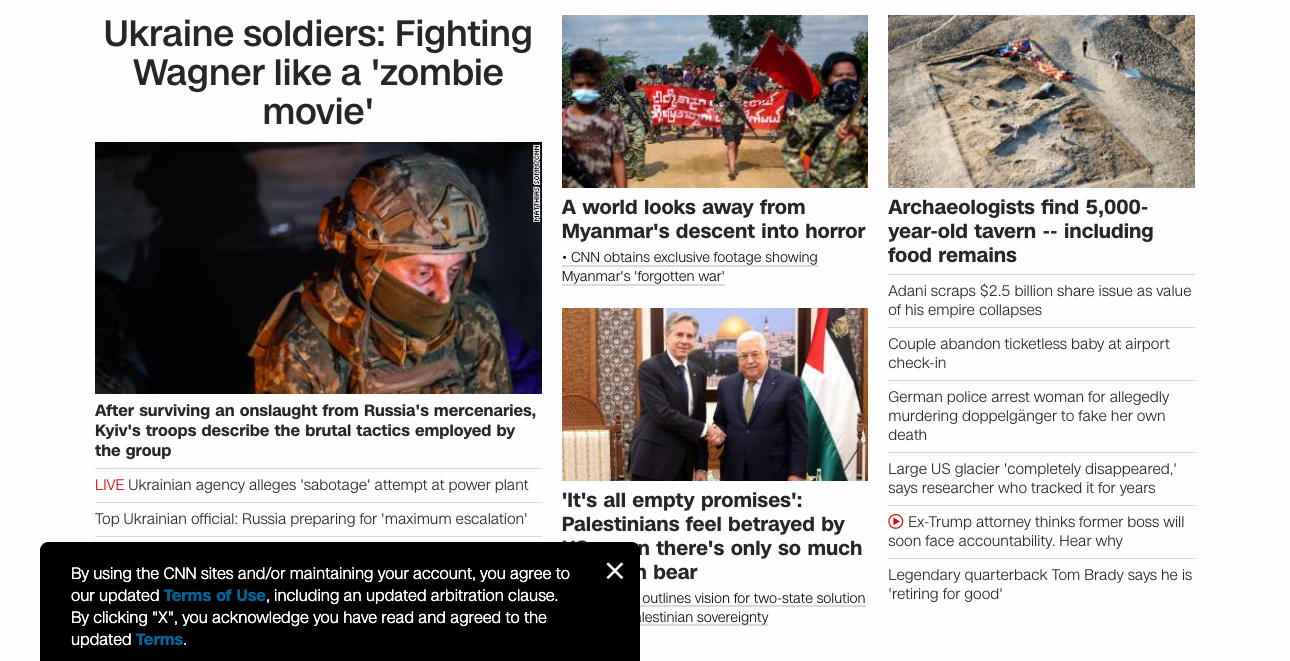 Ukraine soldiers: Fighting
Wagner like a 'zombie
movie'
MATTHIAS SOMM/CNN
After surviving an onslaught from Russia's mercenaries,
Kyiv's troops describe the brutal tactics employed by
the group
LIVE Ukrainian agency alleges 'sabotage' attempt at power plant
Top Ukrainian official: Russia preparing for 'maximum escalation'
A world looks away from
Myanmar's descent into horror
• CNN obtains exclusive footage showing
Myanmar's 'forgotten war'
'It's all empty promises':
Palestinians feel betrayed by
there's only so much
bear
outlines vision for two-state solution
sovereignty
Archaeologists find 5,000-
year-old tavern -- including
food remains
Adani scraps $2.5 billion share issue as value
of his empire collapses
Couple abandon ticketless baby at airport
check-in
German police arrest woman for allegedly
murdering doppelgänger to fake her own
death
Large US glacier 'completely disappeared,'
says researcher who tracked it for years
Ex-Trump attorney thinks former boss will
soon face accountability. Hear why
Legendary quarterback Tom Brady says he is
'retiring for good'
By using the CNN sites and/or maintaining your account, you agree to
our updated Terms of Use, including an updated arbitration clause.
By clicking "X", you acknowledge you have read and agreed to the
updated Terms.